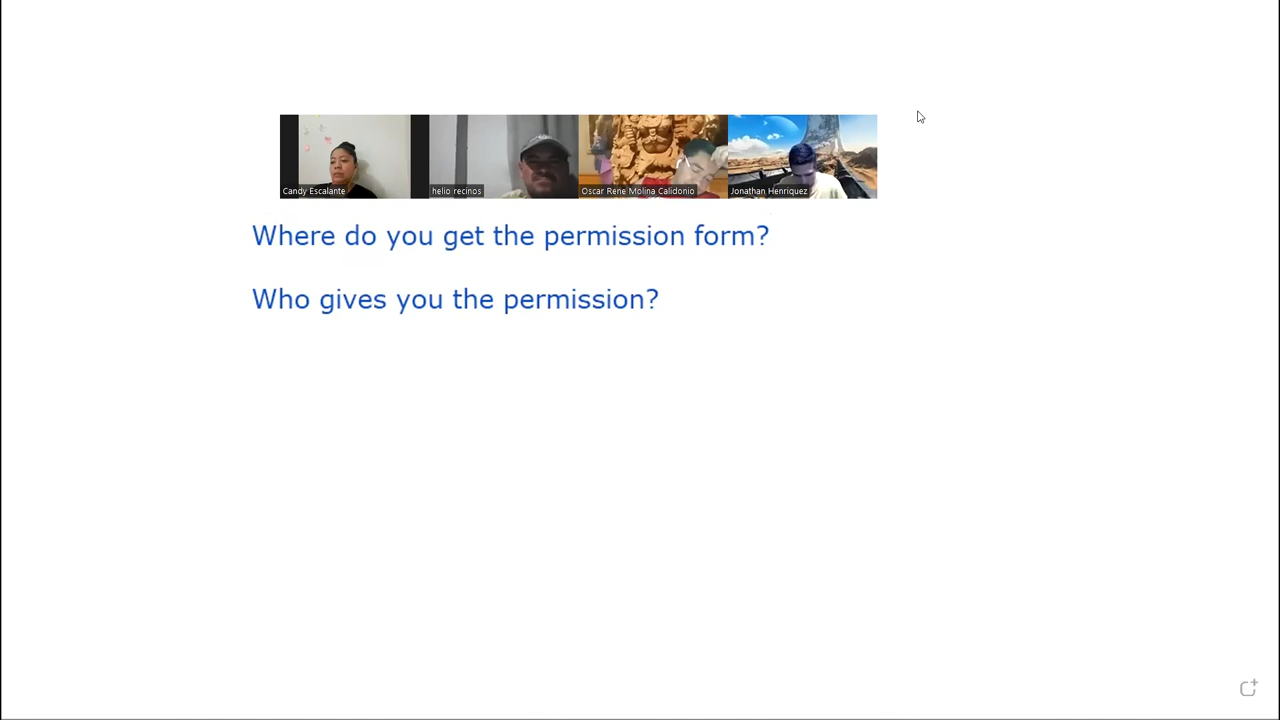 Candy Escalante
helio recinos
Oscar Rene Molina Calidonio
Jonathan Henriquez
Where do you get the permission form?
Who gives you the permission?